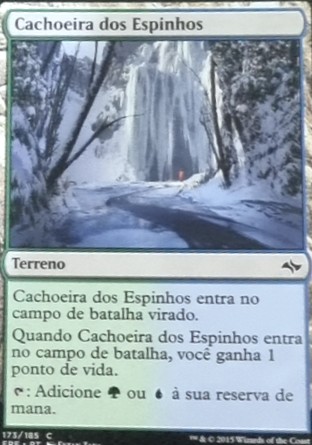 Cachoeira dos Espinhos
Terreno
Cachoeira dos Espinhos entra no
campo de batalha virado.
Quando Cachoeira dos Espinhos entra
no campo de batalha, você ganha 1
ponto de vida.
: Adicione ou à sua reserva de
mana.
173/185 C
FRF • PT
™ & © 2015 Wizards of the Coast